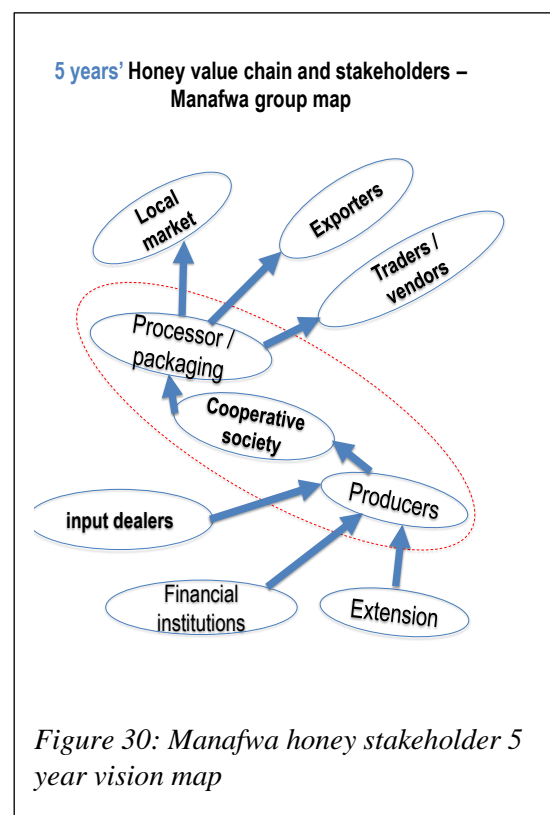 5 years’ Honey value chain and stakeholders –
Manafwa group map
Local
market
Exporters
Traders /
vendors
Processor /
packaging
Cooperative
society
Producers
input dealers
Financial
institutions
Extension
Figure 30: Manafwa honey stakeholder 5
year vision map